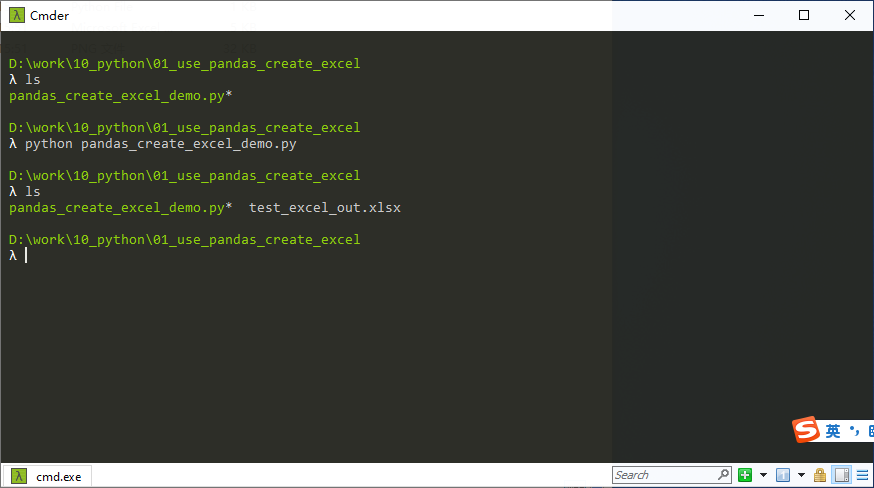 Cmder
D:\work\10_python\01_use_pandas_create_excel
λ ls
pandas_create_excel_demo.py*
D:\work\10_python\01_use_pandas_create_excel
λ python pandas_create_excel_demo.py
D:\work\10_python\01_use_pandas_create_excel
λ ls
pandas_create_excel_demo.py*  test_excel_out.xlsx
D:\work\10_python\01_use_pandas_create_excel
λ
英
cmd.exe
Search